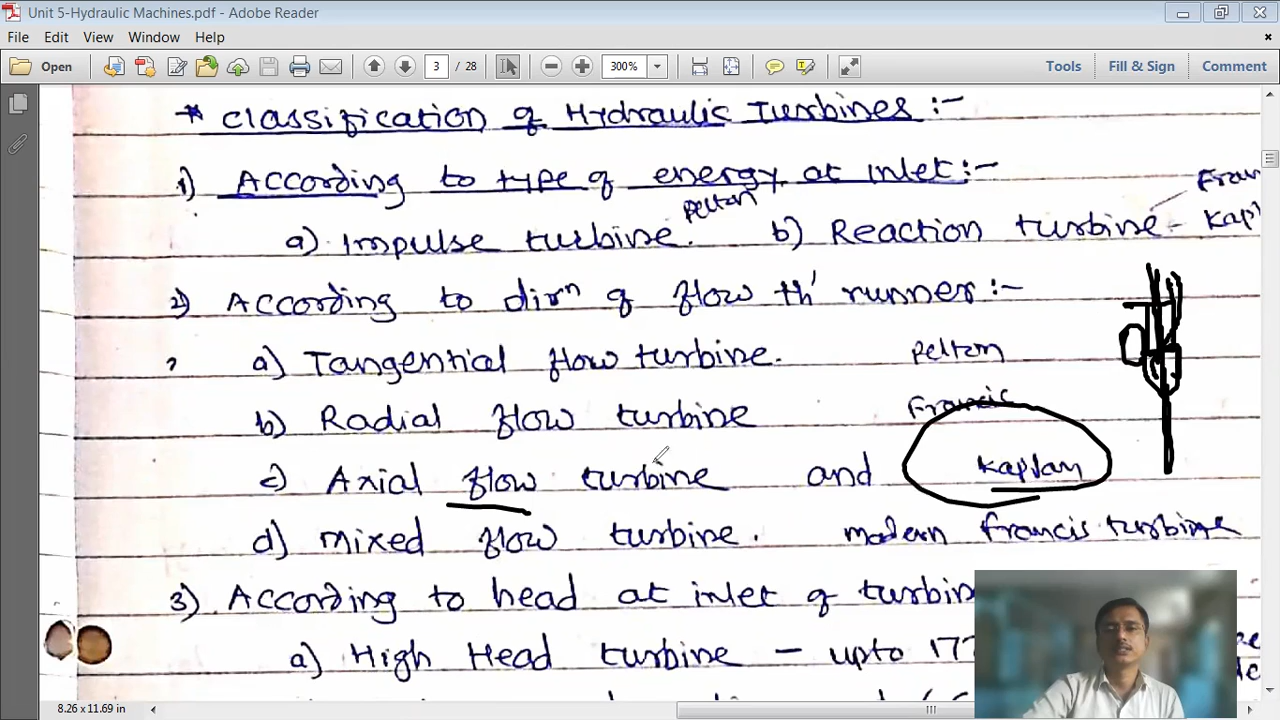 Unit 5-Hydraulic Machines.pdf - Adobe Reader
File Edit View Window Help
Open 3 / 28 300% Tools Fill & Sign Comment
* Classification of Hydraulic Turbines :-
1) According to type of energy at inlet :-
Pelton
a) Impulse turbine. b) Reaction turbine -
2) According to dirn of flow th' runner :-
a) Tangential flow turbine. Pelton
b) Radial flow turbine Francis
c) Axial flow turbine and Kaplan
d) Mixed flow turbine. modern Francis turbine
3) According to head at inlet of
a) High Head turbine - upto
8.26 x 11.69 in